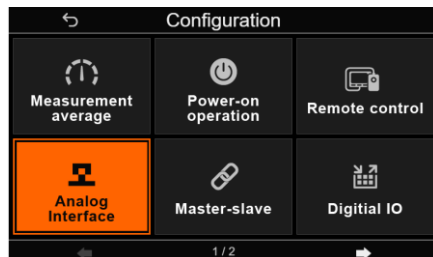 Configuration
Measurement
average
Power-on
operation
Remote control
Analog
Interface
Master-slave
Digitial IO
1 / 2